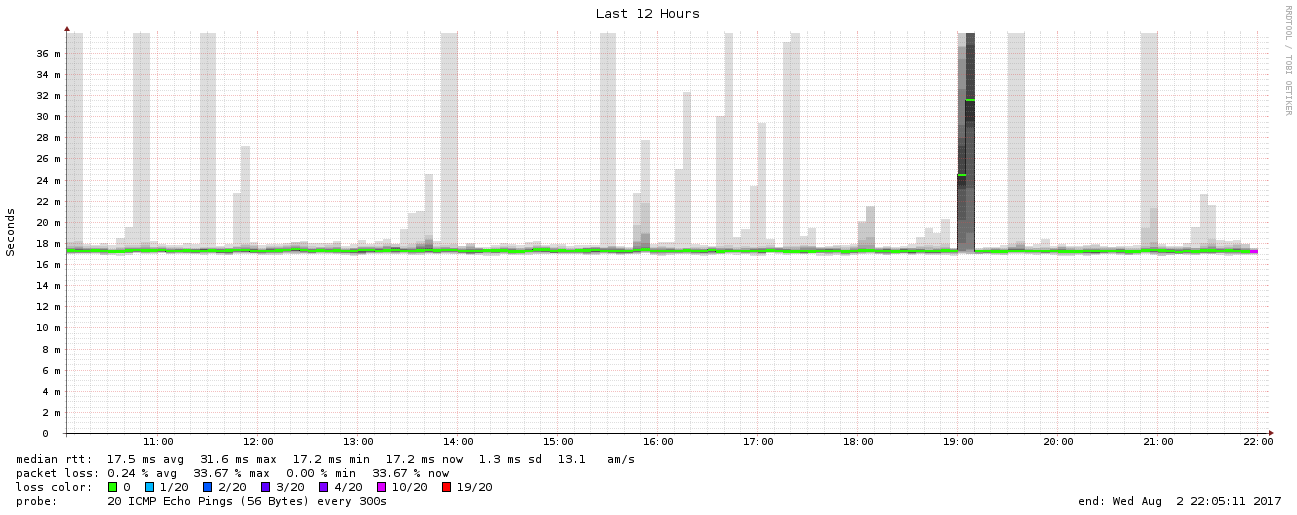 Last 12 Hours
RRDTOOL / TOBI OETIKER
Seconds
36 m
34 m
32 m
30 m
28 m
26 m
24 m
22 m
20 m
18 m
16 m
14 m
12 m
10 m
8 m
6 m
4 m
2 m
0
11:00 12:00 13:00 14:00 15:00 16:00 17:00 18:00 19:00 20:00 21:00 22:00
median rtt: 17.5 ms avg 31.6 ms max 17.2 ms min 17.2 ms now 1.3 ms sd 13.1 am/s
packet loss: 0.24 % avg 33.67 % max 0.00 % min 33.67 % now
loss color: 0 1/20 2/20 3/20 4/20 10/20 19/20
probe: 20 ICMP Echo Pings (56 Bytes) every 300s end: Wed Aug 2 22:05:11 2017